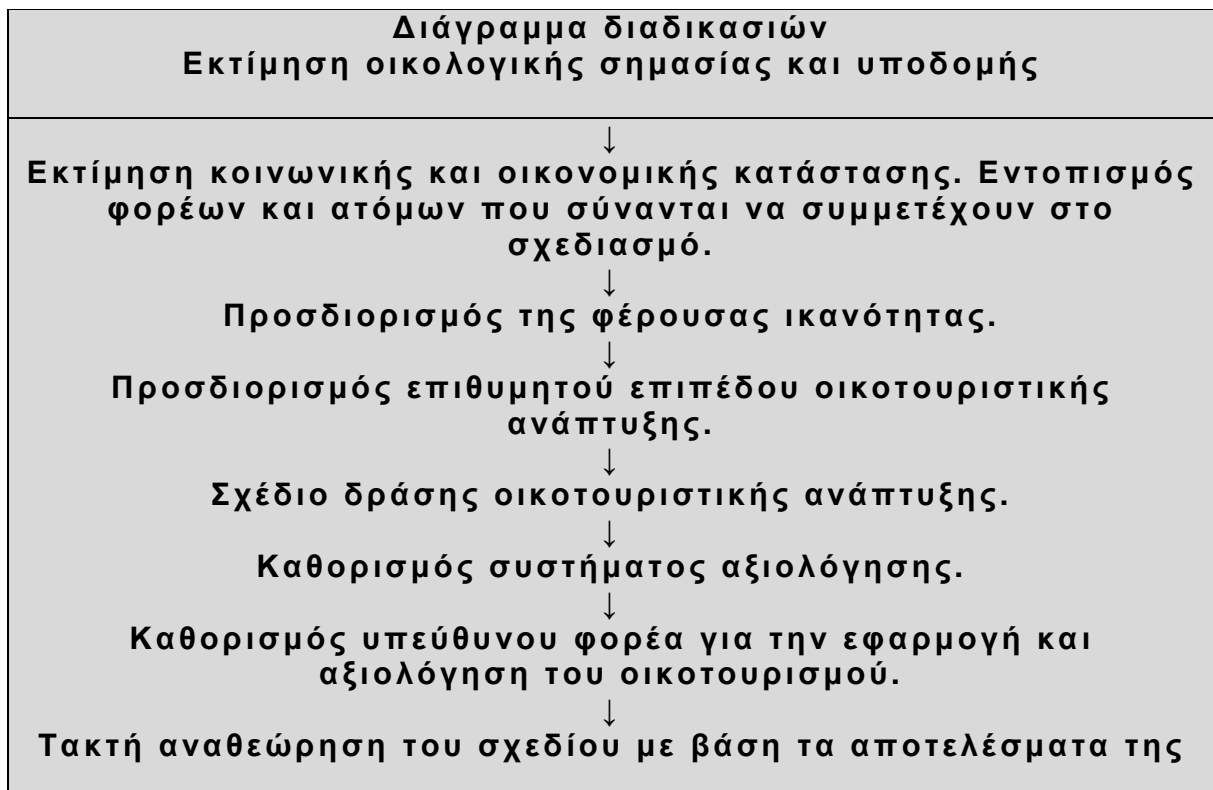 Διάγραμμα διαδικασιών
Εκτίμηση οικολογικής σημασίας και υποδομής
↓
Εκτίμηση κοινωνικής και οικονομικής κατάστασης. Εντοπισμός
φορέων και ατόμων που σύνανται να συμμετέχουν στο
σχεδιασμό.
↓
Προσδιορισμός της φέρουσας ικανότητας.
↓
Προσδιορισμός επιθυμητού επιπέδου οικοτουριστικής
ανάπτυξης.
↓
Σχέδιο δράσης οικοτουριστικής ανάπτυξης.
↓
Καθορισμός συστήματος αξιολόγησης.
↓
Καθορισμός υπεύθυνου φορέα για την εφαρμογή και
αξιολόγηση του οικοτουρισμού.
↓
Τακτή αναθεώρηση του σχεδίου με βάση τα αποτελέσματα της